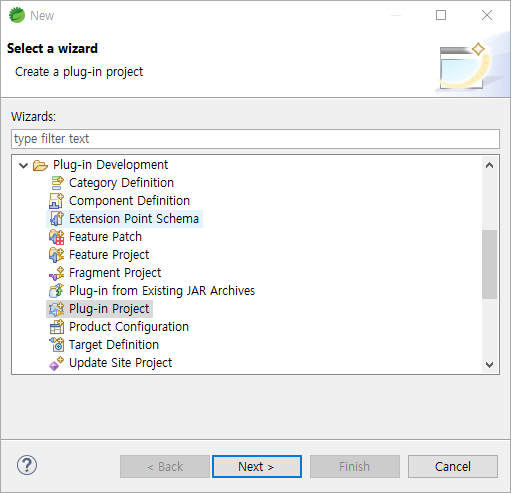 New
Select a wizard
Create a plug-in project
Wizards:
type filter text
Plug-in Development
Category Definition
Component Definition
Extension Point Schema
Feature Patch
Feature Project
Fragment Project
Plug-in from Existing JAR Archives
Plug-in Project
Product Configuration
Target Definition
Update Site Project
?
< Back
Next >
Finish
Cancel